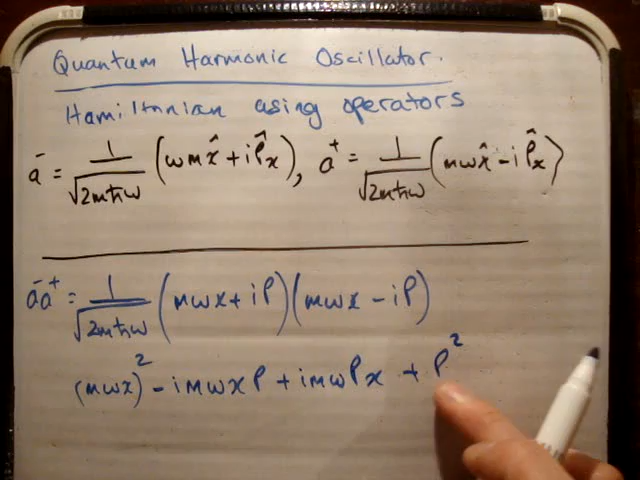 Quantum Harmonic Oscillator.
Hamiltonian using operators
a⁻ = 1/√2mħω (ωmx̂ + iP̂x), a⁺ = 1/√2mħω (mωx̂ - iP̂x)
a⁻a⁺ = 1/√2mħω (mωx + iP)(mωx - iP)
(mωx)² - imωxP + imωPx + P²